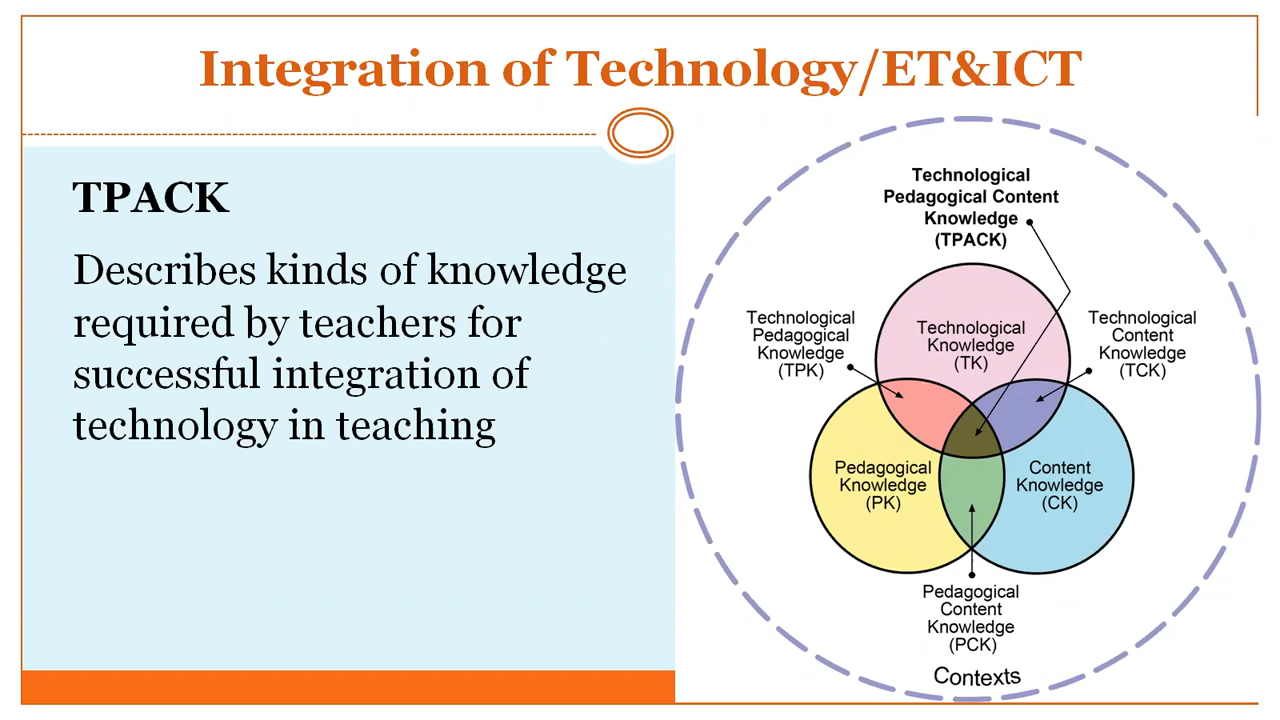 Integration of Technology/ET&ICT
TPACK
Describes kinds of knowledge
required by teachers for
successful integration of
technology in teaching
Technological
Pedagogical Content
Knowledge
(TPACK)
Technological
Pedagogical
Knowledge
(TPK)
Technological
Knowledge
(TK)
Technological
Content
Knowledge
(TCK)
Pedagogical
Knowledge
(PK)
Content
Knowledge
(CK)
Pedagogical
Content
Knowledge
(PCK)
Contexts